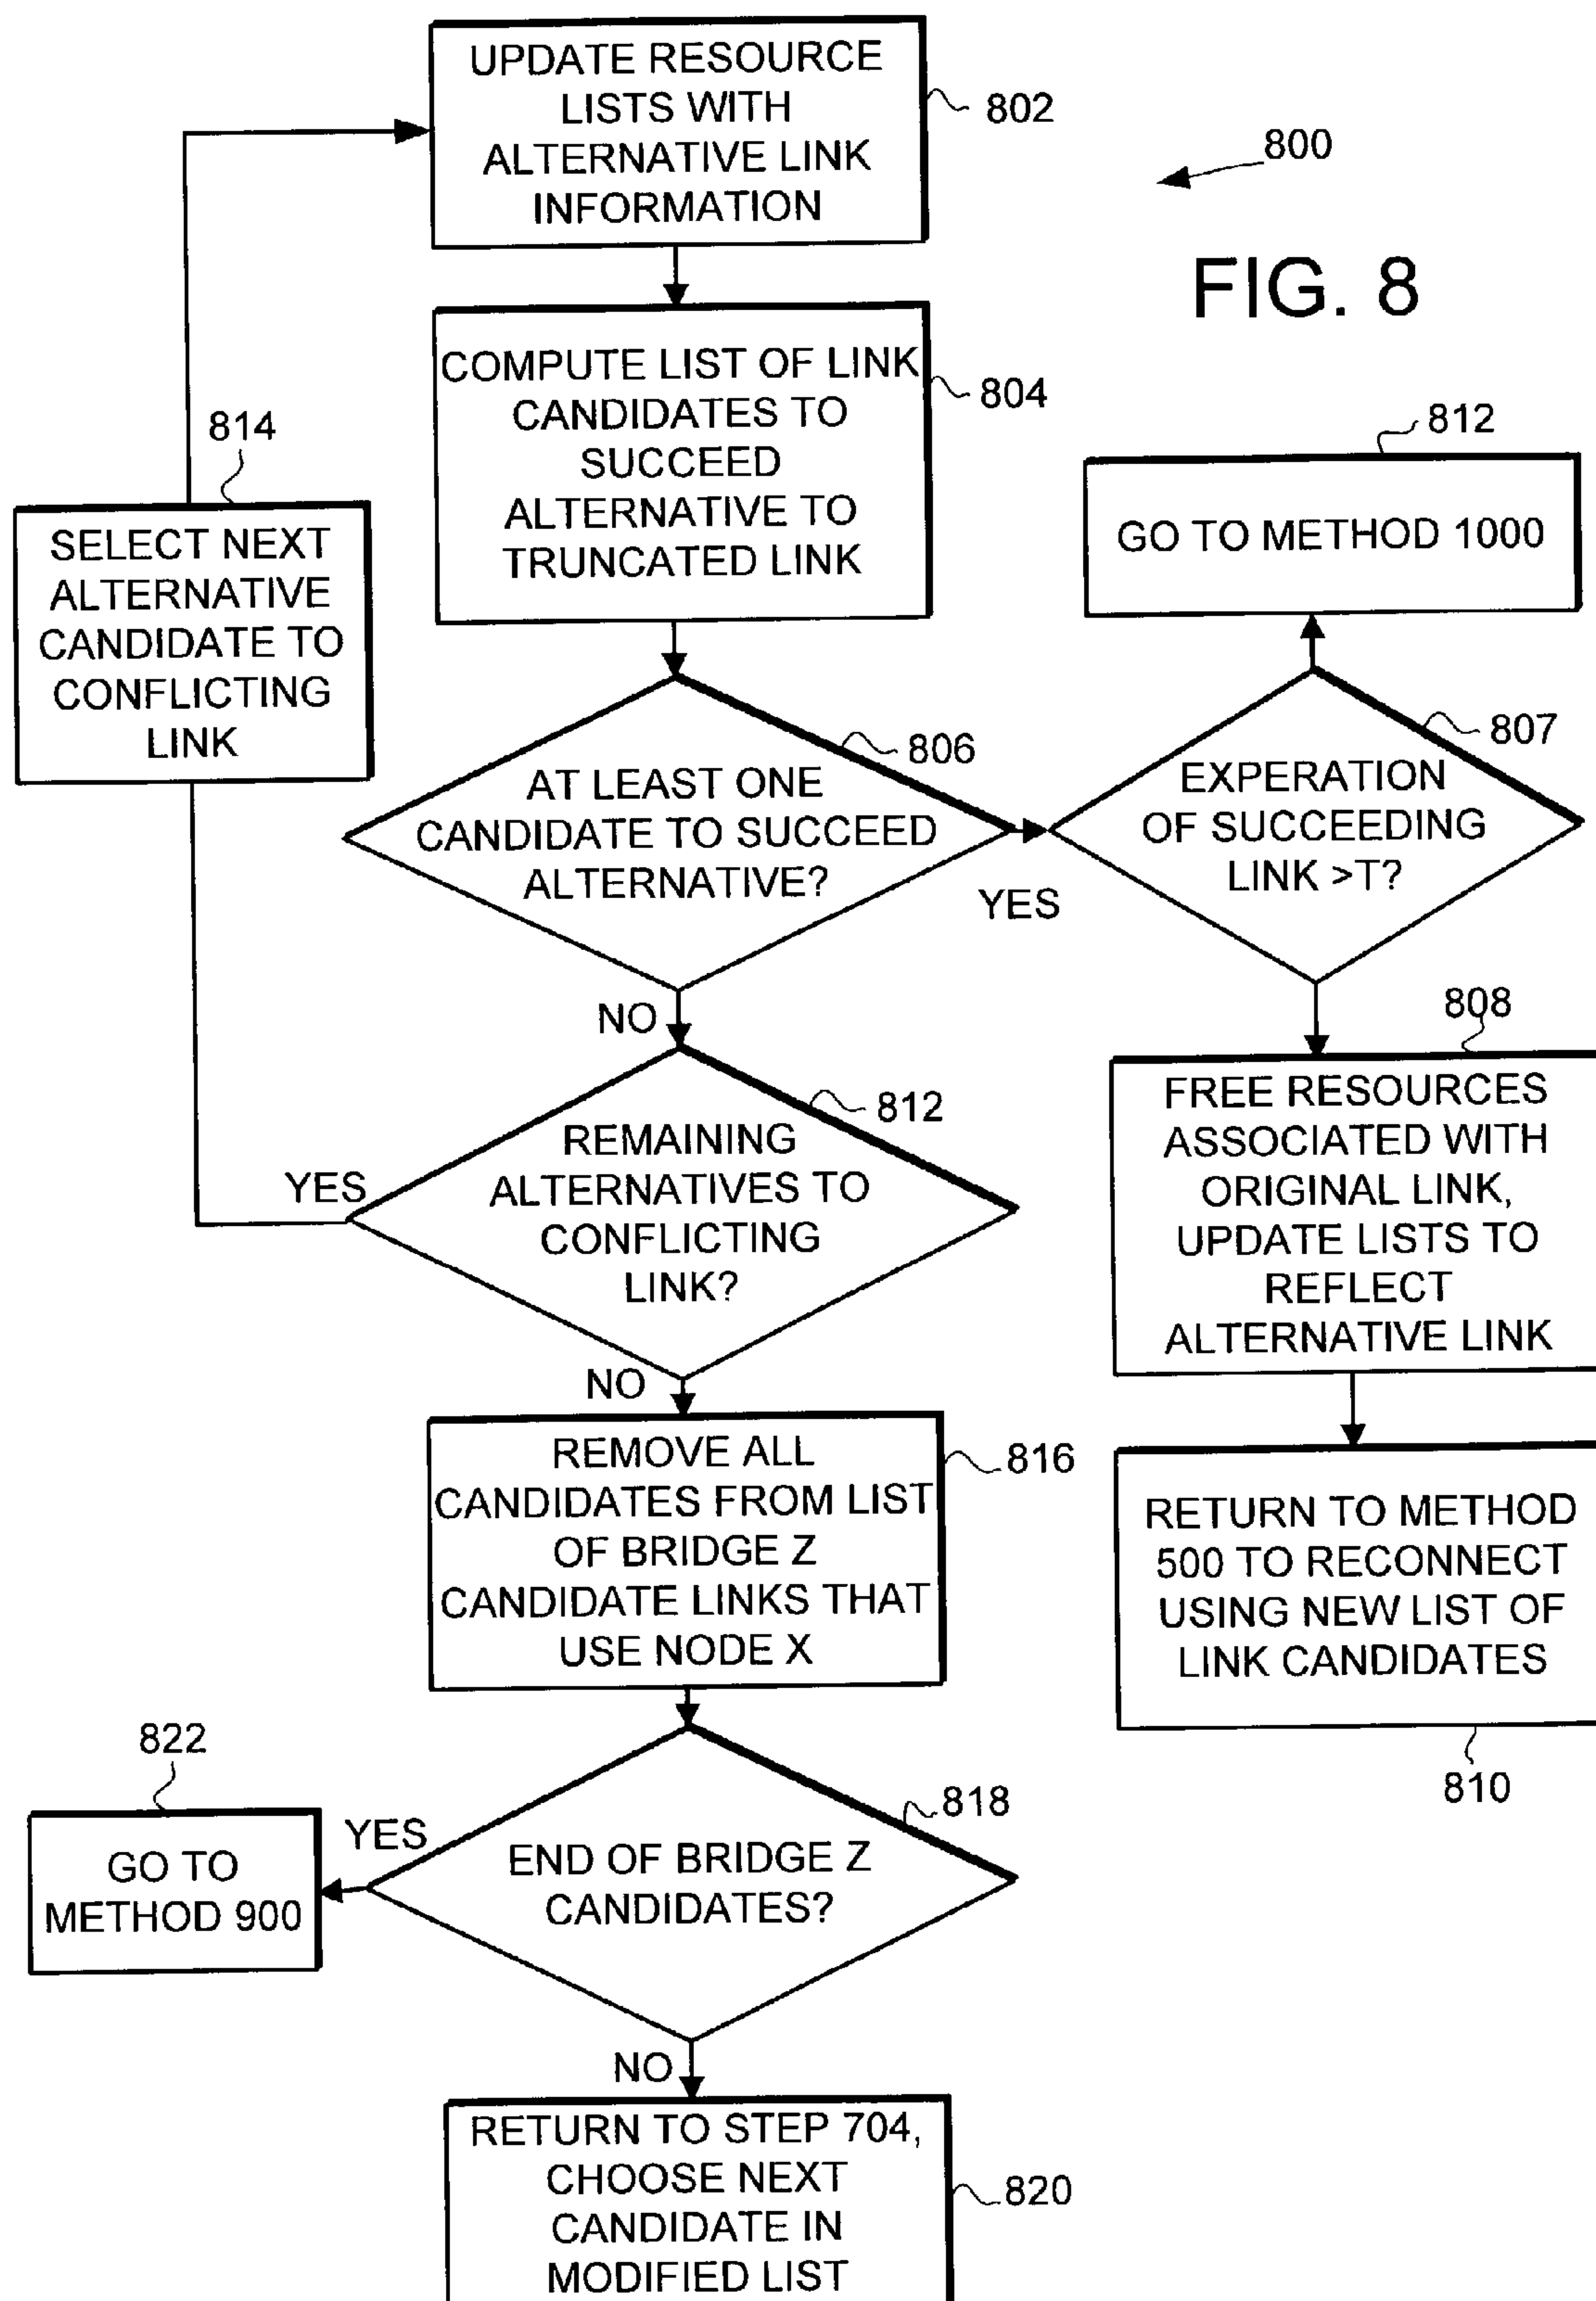 UPDATE RESOURCE
LISTS WITH
ALTERNATIVE LINK
INFORMATION
802
800
FIG. 8
COMPUTE LIST OF LINK
CANDIDATES TO
SUCCEED
ALTERNATIVE TO
TRUNCATED LINK
804
814
SELECT NEXT
ALTERNATIVE
CANDIDATE TO
CONFLICTING
LINK
812
GO TO METHOD 1000
AT LEAST ONE
CANDIDATE TO SUCCEED
ALTERNATIVE?
806
YES
NO
EXPERATION
OF SUCCEEDING
LINK >T?
807
808
FREE RESOURCES
ASSOCIATED WITH
ORIGINAL LINK,
UPDATE LISTS TO
REFLECT
ALTERNATIVE LINK
REMAINING
ALTERNATIVES TO
CONFLICTING
LINK?
812
YES
NO
RETURN TO METHOD
500 TO RECONNECT
USING NEW LIST OF
LINK CANDIDATES
810
REMOVE ALL
CANDIDATES FROM LIST
OF BRIDGE Z
CANDIDATE LINKS THAT
USE NODE X
816
END OF BRIDGE Z
CANDIDATES?
818
YES
822
GO TO
METHOD 900
NO
RETURN TO STEP 704,
CHOOSE NEXT
CANDIDATE IN
MODIFIED LIST
820